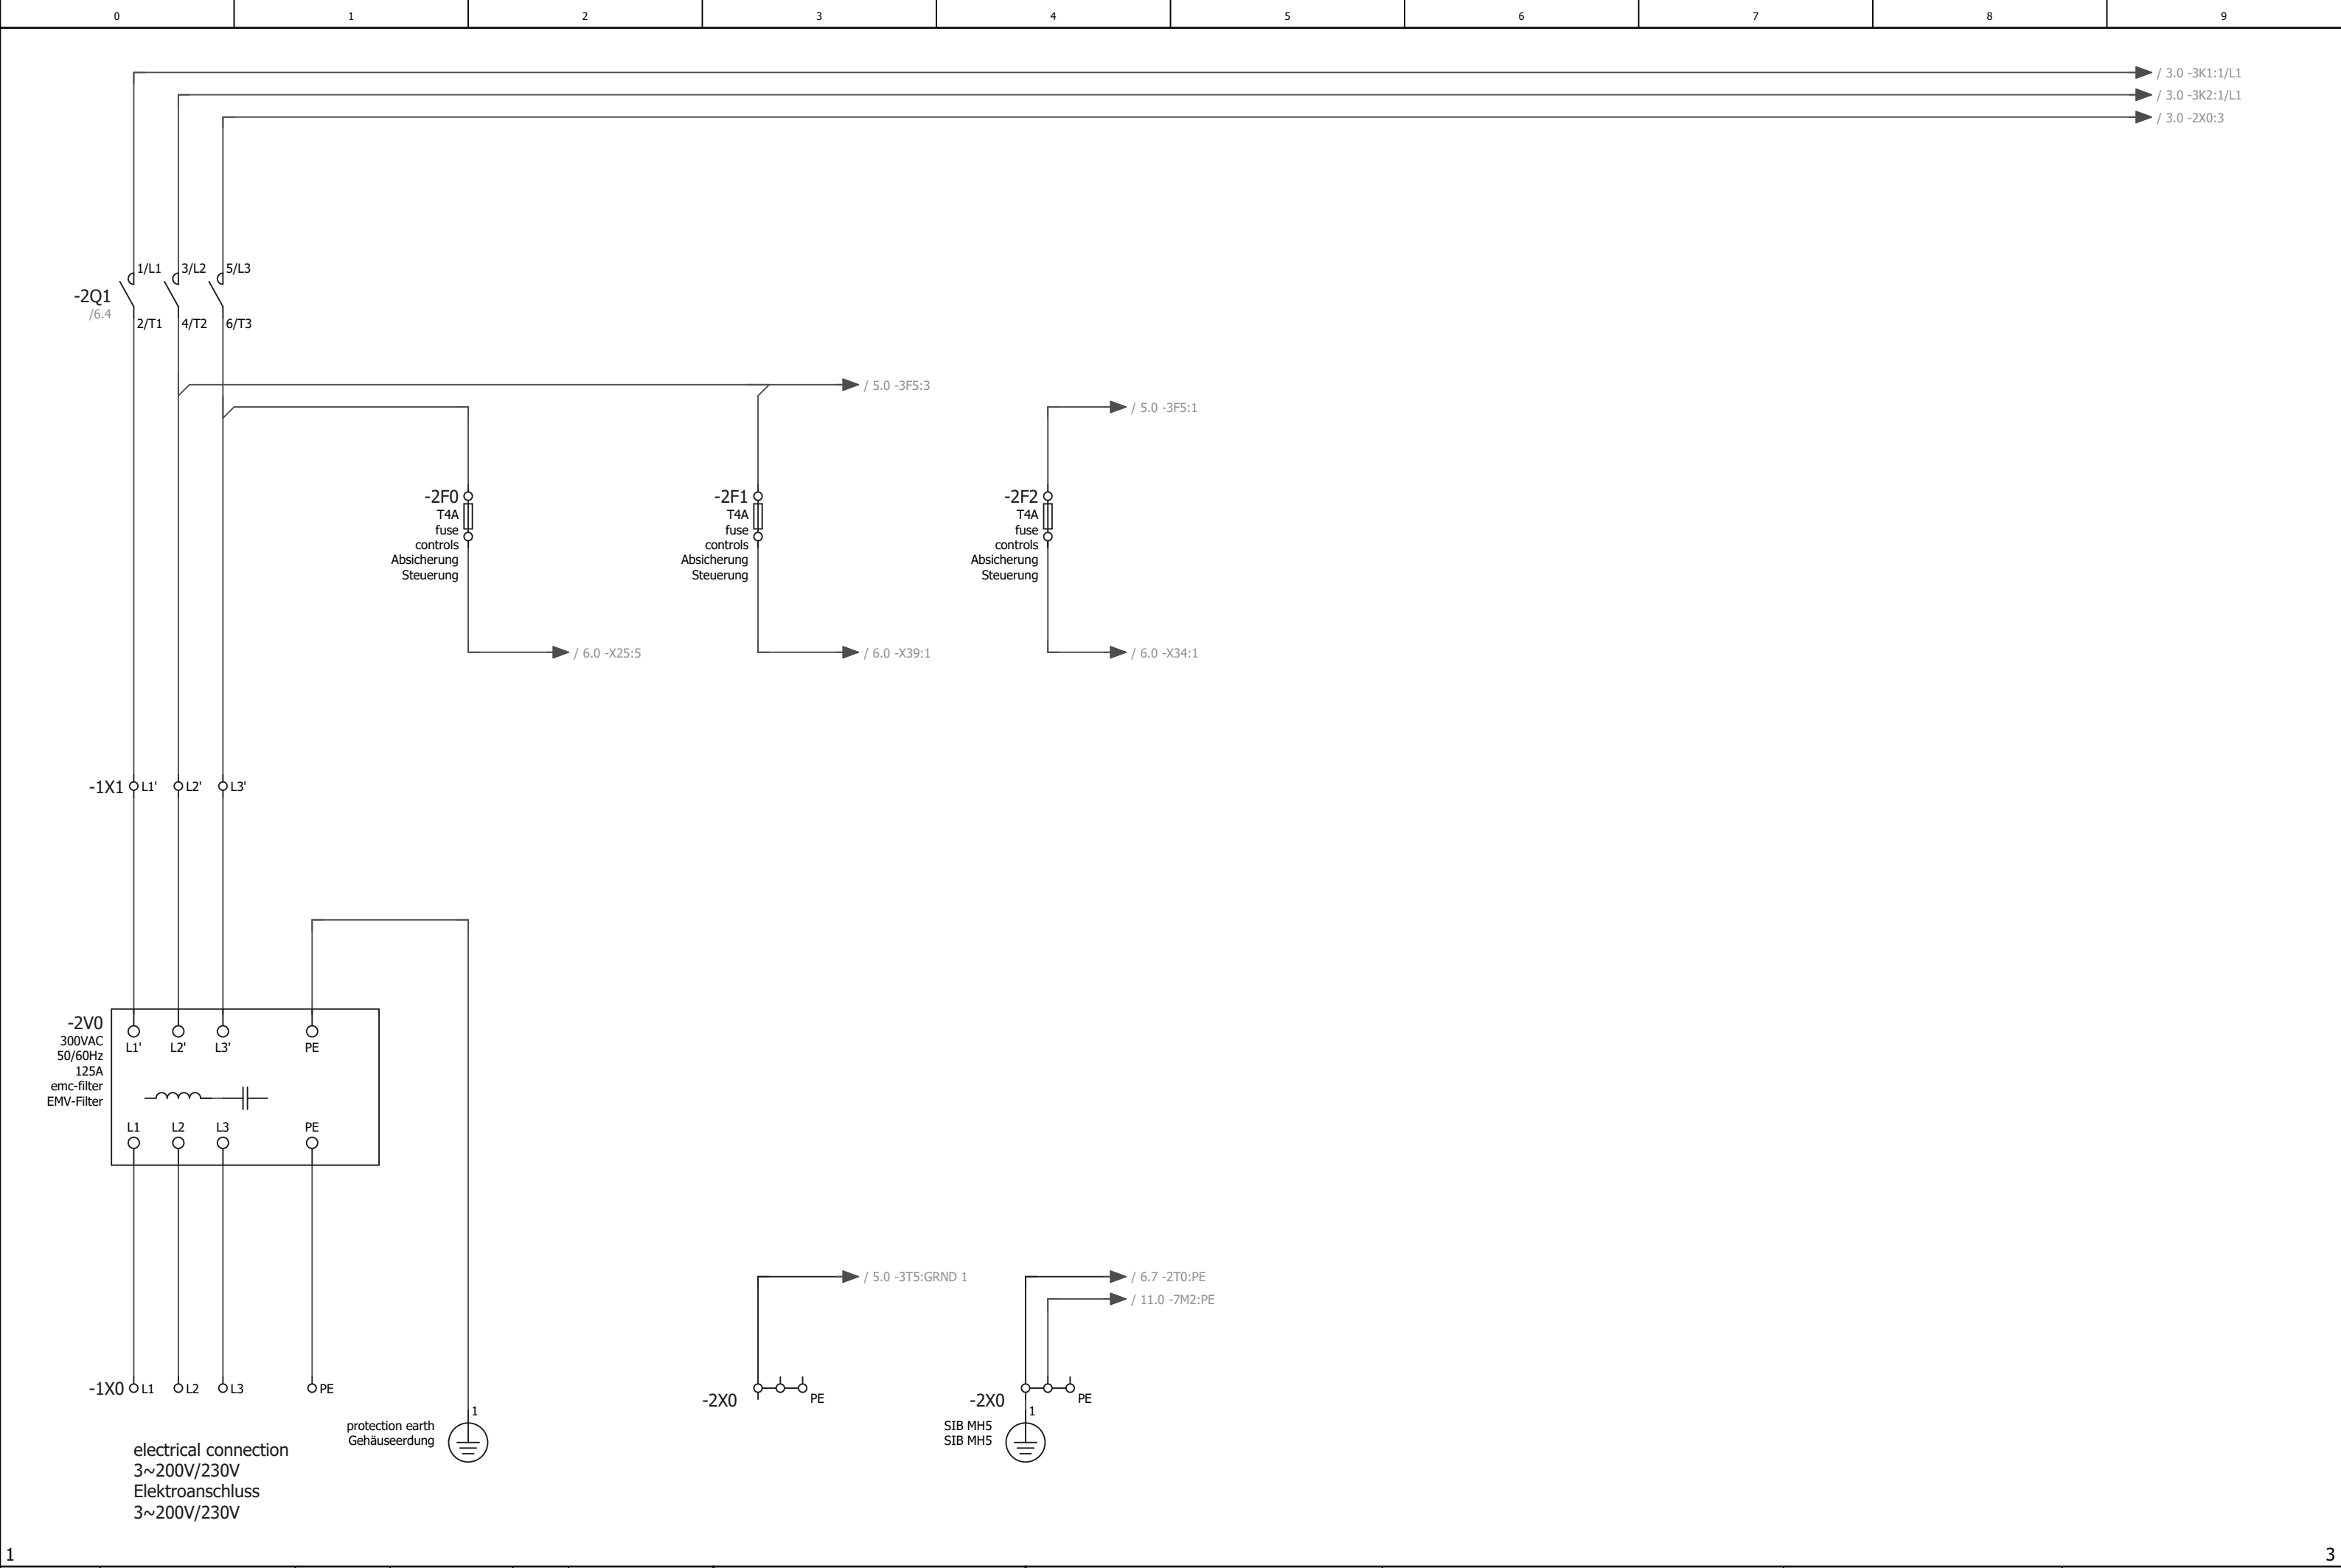 0 1 2 3 4 5 6 7 8 9
/ 3.0 -3K1:1/L1
/ 3.0 -3K2:1/L1
/ 3.0 -2X0:3
1/L1 3/L2 5/L3
-2Q1
/6.4
2/T1 4/T2 6/T3
/ 5.0 -3F5:3
/ 5.0 -3F5:1
-2F0
T4A
fuse
controls
Absicherung
Steuerung
-2F1
T4A
fuse
controls
Absicherung
Steuerung
-2F2
T4A
fuse
controls
Absicherung
Steuerung
/ 6.0 -X25:5
/ 6.0 -X39:1
/ 6.0 -X34:1
-1X1 L1' L2' L3'
-2V0
300VAC
50/60Hz
125A
emc-filter
EMV-Filter
L1' L2' L3' PE
L1 L2 L3 PE
/ 5.0 -3T5:GRND 1
/ 6.7 -2T0:PE
/ 11.0 -7M2:PE
-1X0 L1 L2 L3 PE
1
protection earth
Gehäuseerdung
-2X0 PE
-2X0 PE
1
SIB MH5
SIB MH5
electrical connection
3~200V/230V
Elektroanschluss
3~200V/230V
1 3